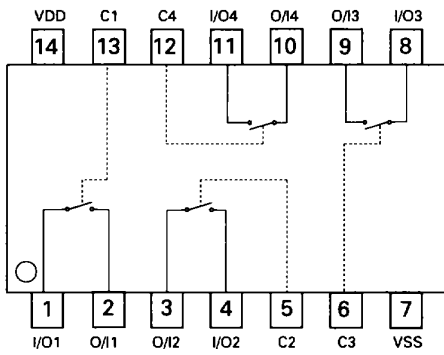 VDD C1 C4 I/O4 O/I4 O/I3 I/O3
14 13 12 11 10 9 8
1 2 3 4 5 6 7
I/O1 O/I1 O/I2 I/O2 C2 C3 VSS